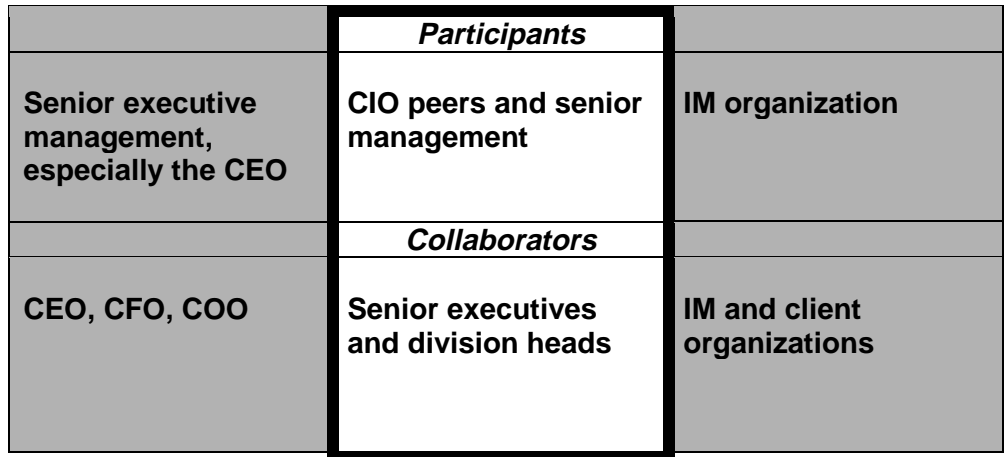 Participants
Senior executive
management,
especially the CEO
CIO peers and senior
management
IM organization
Collaborators
CEO, CFO, COO
Senior executives
and division heads
IM and client
organizations